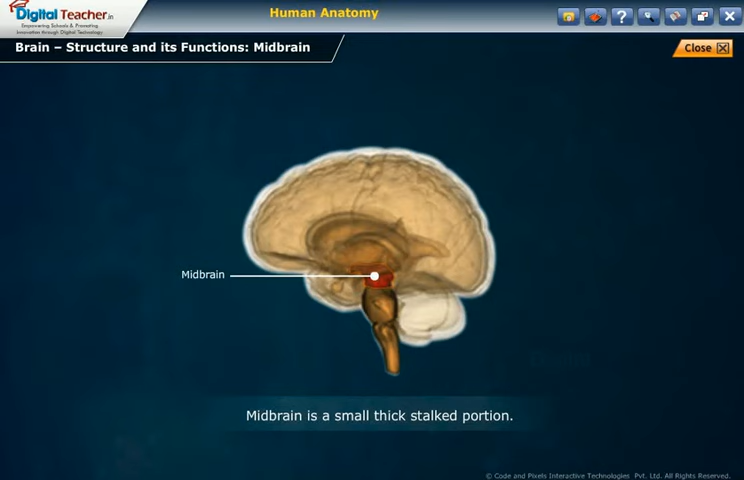 Digital Teacher.in
Empowering Schools & Promoting
Innovation through Digital Technology
Human Anatomy
?
Brain – Structure and its Functions: Midbrain
Close
Midbrain
Midbrain is a small thick stalked portion.
© Code and Pixels Interactive Technologies Pvt. Ltd. All Rights Reserved.